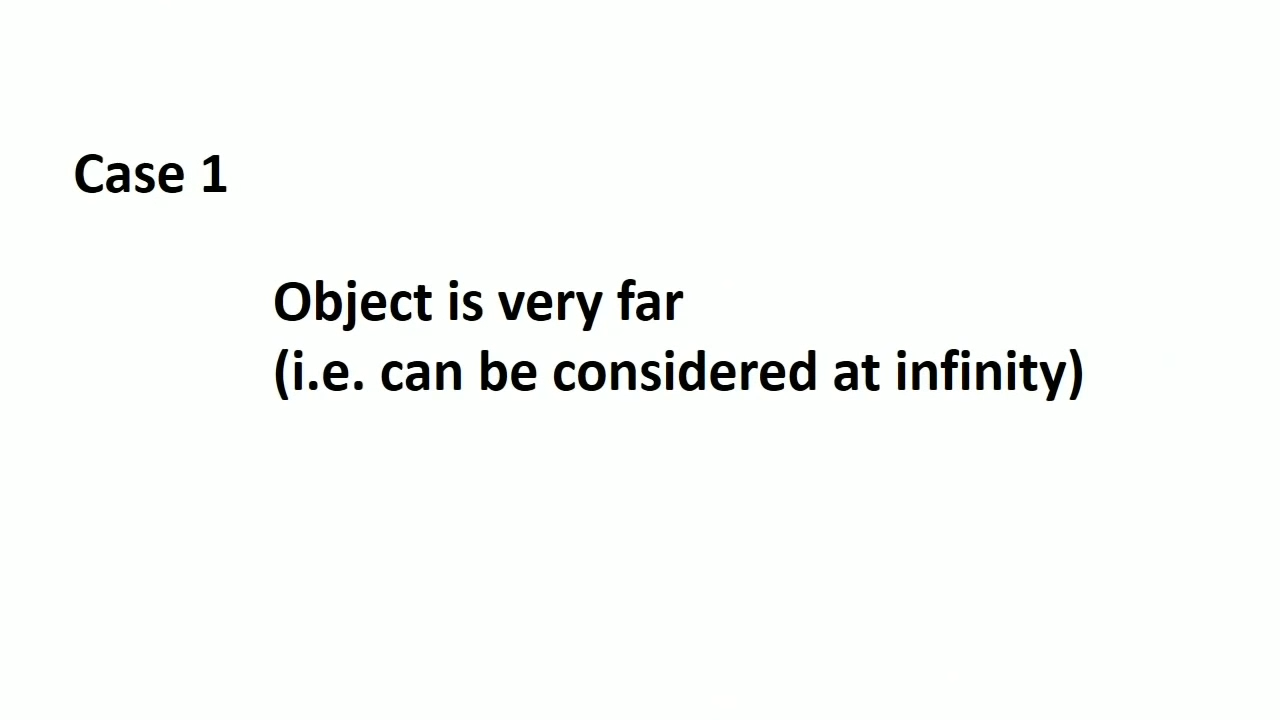 Case 1
Object is very far
(i.e. can be considered at infinity)